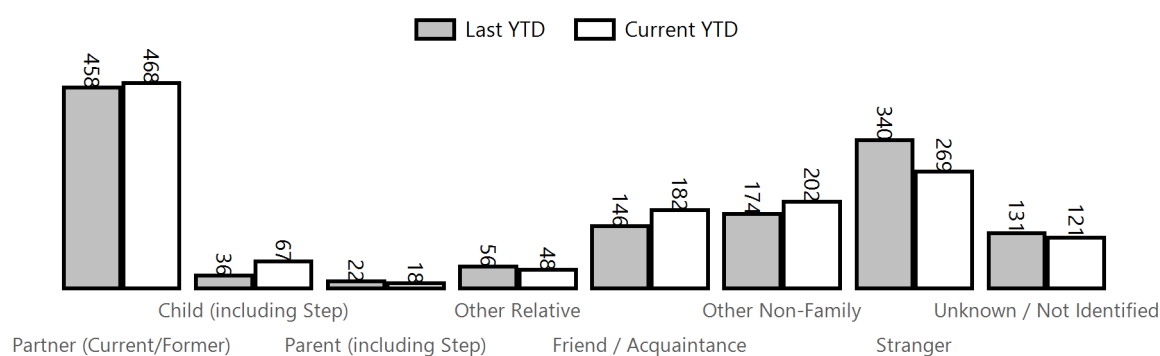 Last YTD Current YTD
458 468 36 67 22 18 56 48 146 182 174 202 340 269 131 121
Child (including Step) Other Relative Other Non-Family Unknown / Not Identified
Partner (Current/Former) Parent (including Step) Friend / Acquaintance Stranger